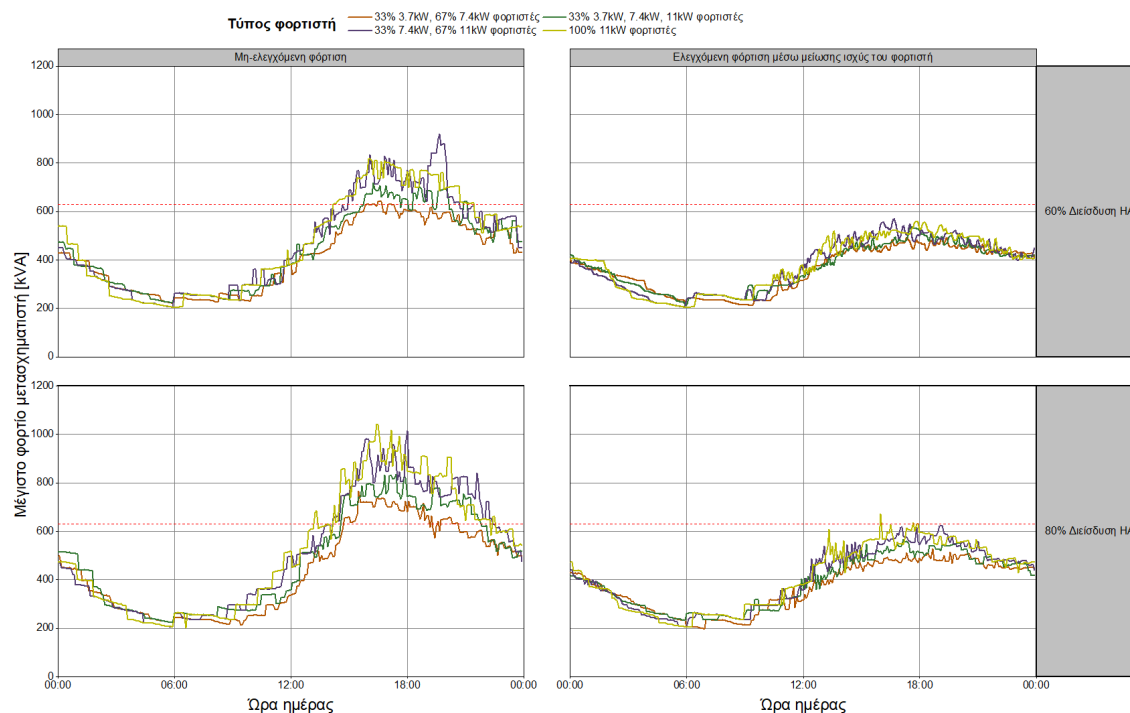 Τύπος φορτιστή
33% 3.7kW, 67% 7.4kW φορτιστές
33% 3.7kW, 7.4kW, 11kW φορτιστές
33% 7.4kW, 67% 11kW φορτιστές
100% 11kW φορτιστές
Μη-ελεγχόμενη φόρτιση
Ελεγχόμενη φόρτιση μέσω μείωσης ισχύος του φορτιστή
Μέγιστο φορτίο μετασχηματιστή [kVA]
1200
1000
800
600
400
200
0
60% Διείσδυση ΗΛ
1200
1000
800
600
400
200
0
80% Διείσδυση ΗΛ
00:00 06:00 12:00 18:00 00:00
00:00 06:00 12:00 18:00 00:00
Ώρα ημέρας
Ώρα ημέρας